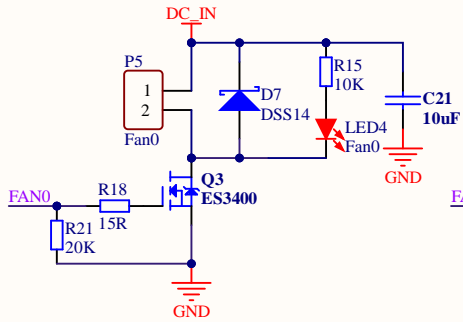 DC_IN
P5
1
2
Fan0
D7
DSS14
R15
10K
LED4
Fan0
C21
10uF
GND
Q3
ES3400
FAN0
R18
15R
R21
20K
GND